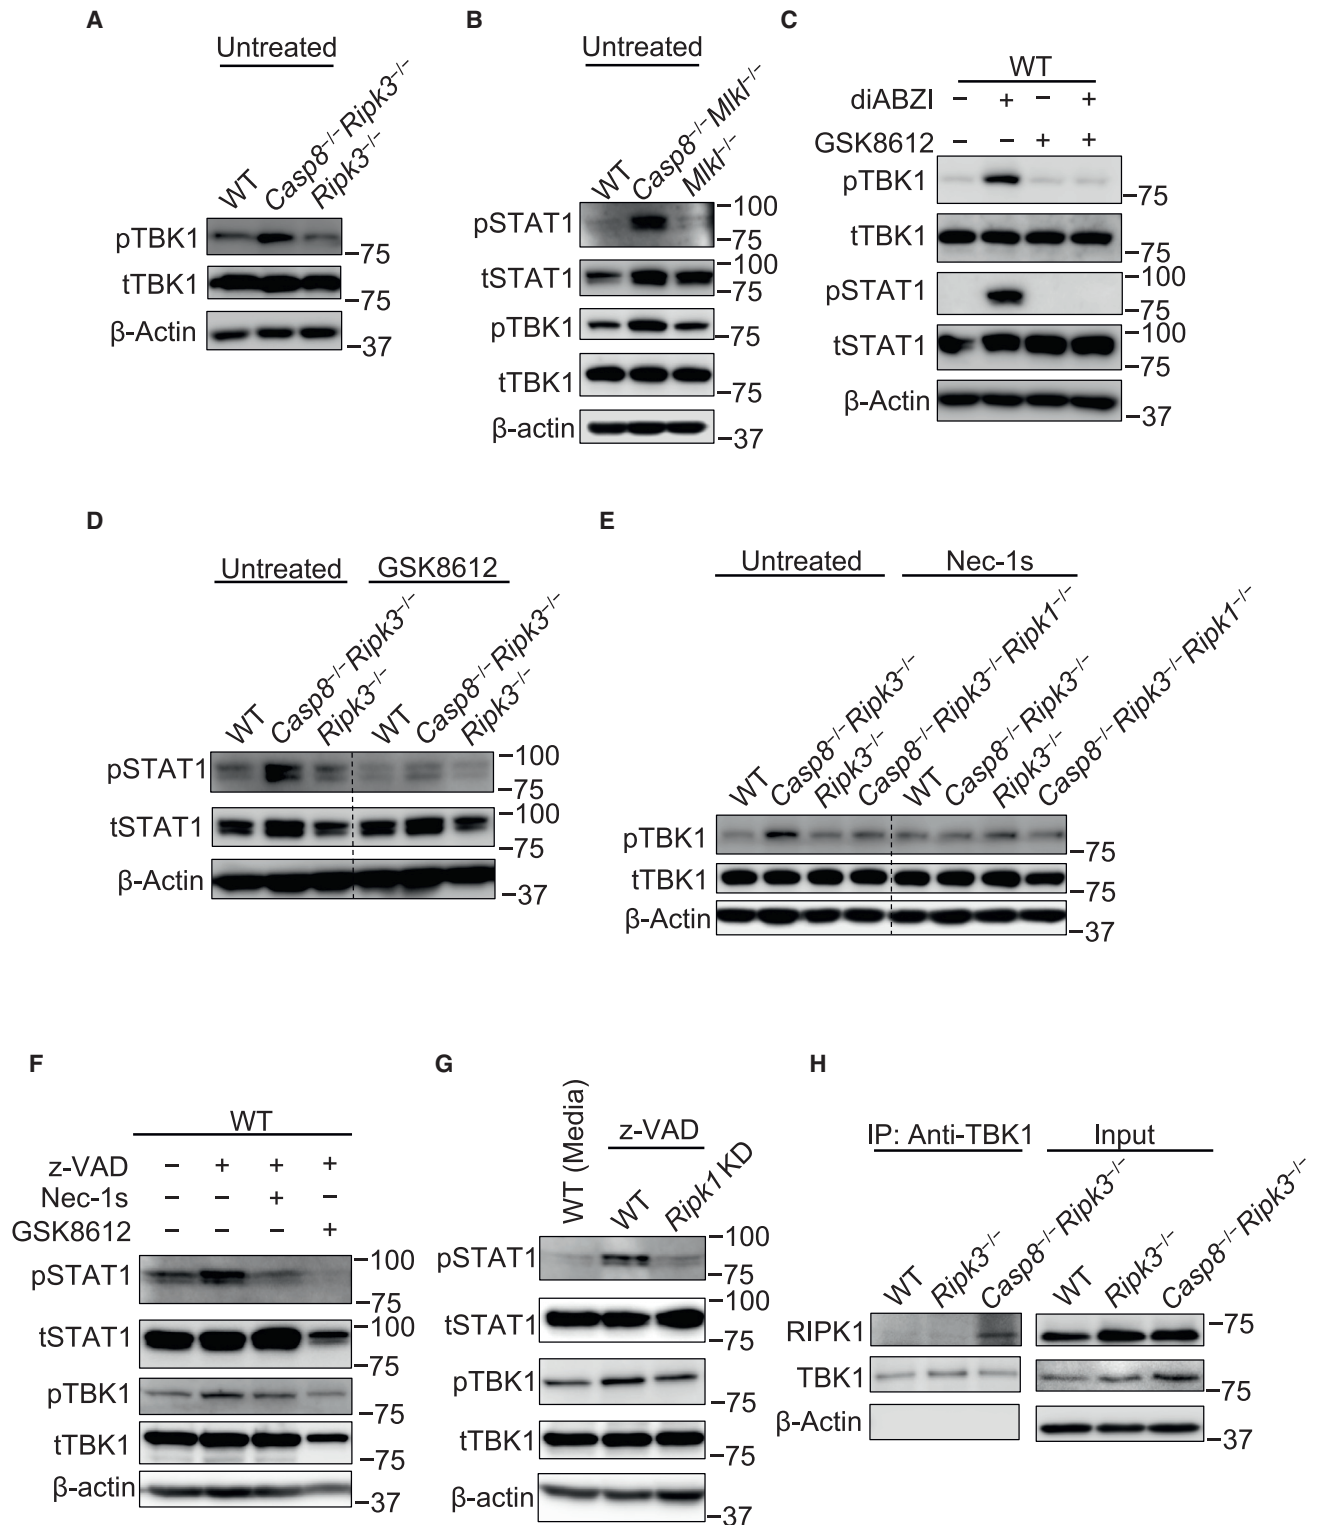 A
Untreated
WT
Casp8–/–Ripk3–/–
Ripk3–/–
pTBK1
–75
tTBK1
–75
β-Actin
–37
B
Untreated
WT
Casp8–/–Mlkl–/–
Mlkl–/–
pSTAT1
–100
–75
tSTAT1
–100
–75
pTBK1
–75
tTBK1
–75
β-actin
–37
C
WT
diABZI – + – +
GSK8612 – – + +
pTBK1
–75
tTBK1
–75
pSTAT1
–100
–75
tSTAT1
–100
–75
β-Actin
–37
D
Untreated GSK8612
WT
Casp8–/–Ripk3–/–
Ripk3–/–
WT
Casp8–/–Ripk3–/–
Ripk3–/–
pSTAT1
–100
–75
tSTAT1
–100
–75
β-Actin
–37
E
Untreated Nec-1s
WT
Casp8–/–Ripk3–/–
Ripk3–/–
Casp8–/–Ripk3–/–Ripk1–/–
WT
Casp8–/–Ripk3–/–
Ripk3–/–
Casp8–/–Ripk3–/–Ripk1–/–
pTBK1
–75
tTBK1
–75
β-Actin
–37
F
WT
z-VAD – + + +
Nec-1s – – + –
GSK8612 – – – +
pSTAT1
–100
–75
tSTAT1
–100
–75
pTBK1
–75
tTBK1
–75
β-actin
–37
G
WT (Media)
z-VAD
WT
Ripk1 KD
pSTAT1
–100
–75
tSTAT1
–100
–75
pTBK1
–75
tTBK1
–75
β-actin
–37
H
IP: Anti-TBK1 Input
WT
Ripk3–/–
Casp8–/–Ripk3–/–
WT
Ripk3–/–
Casp8–/–Ripk3–/–
RIPK1
–75
TBK1
–75
β-Actin
–37